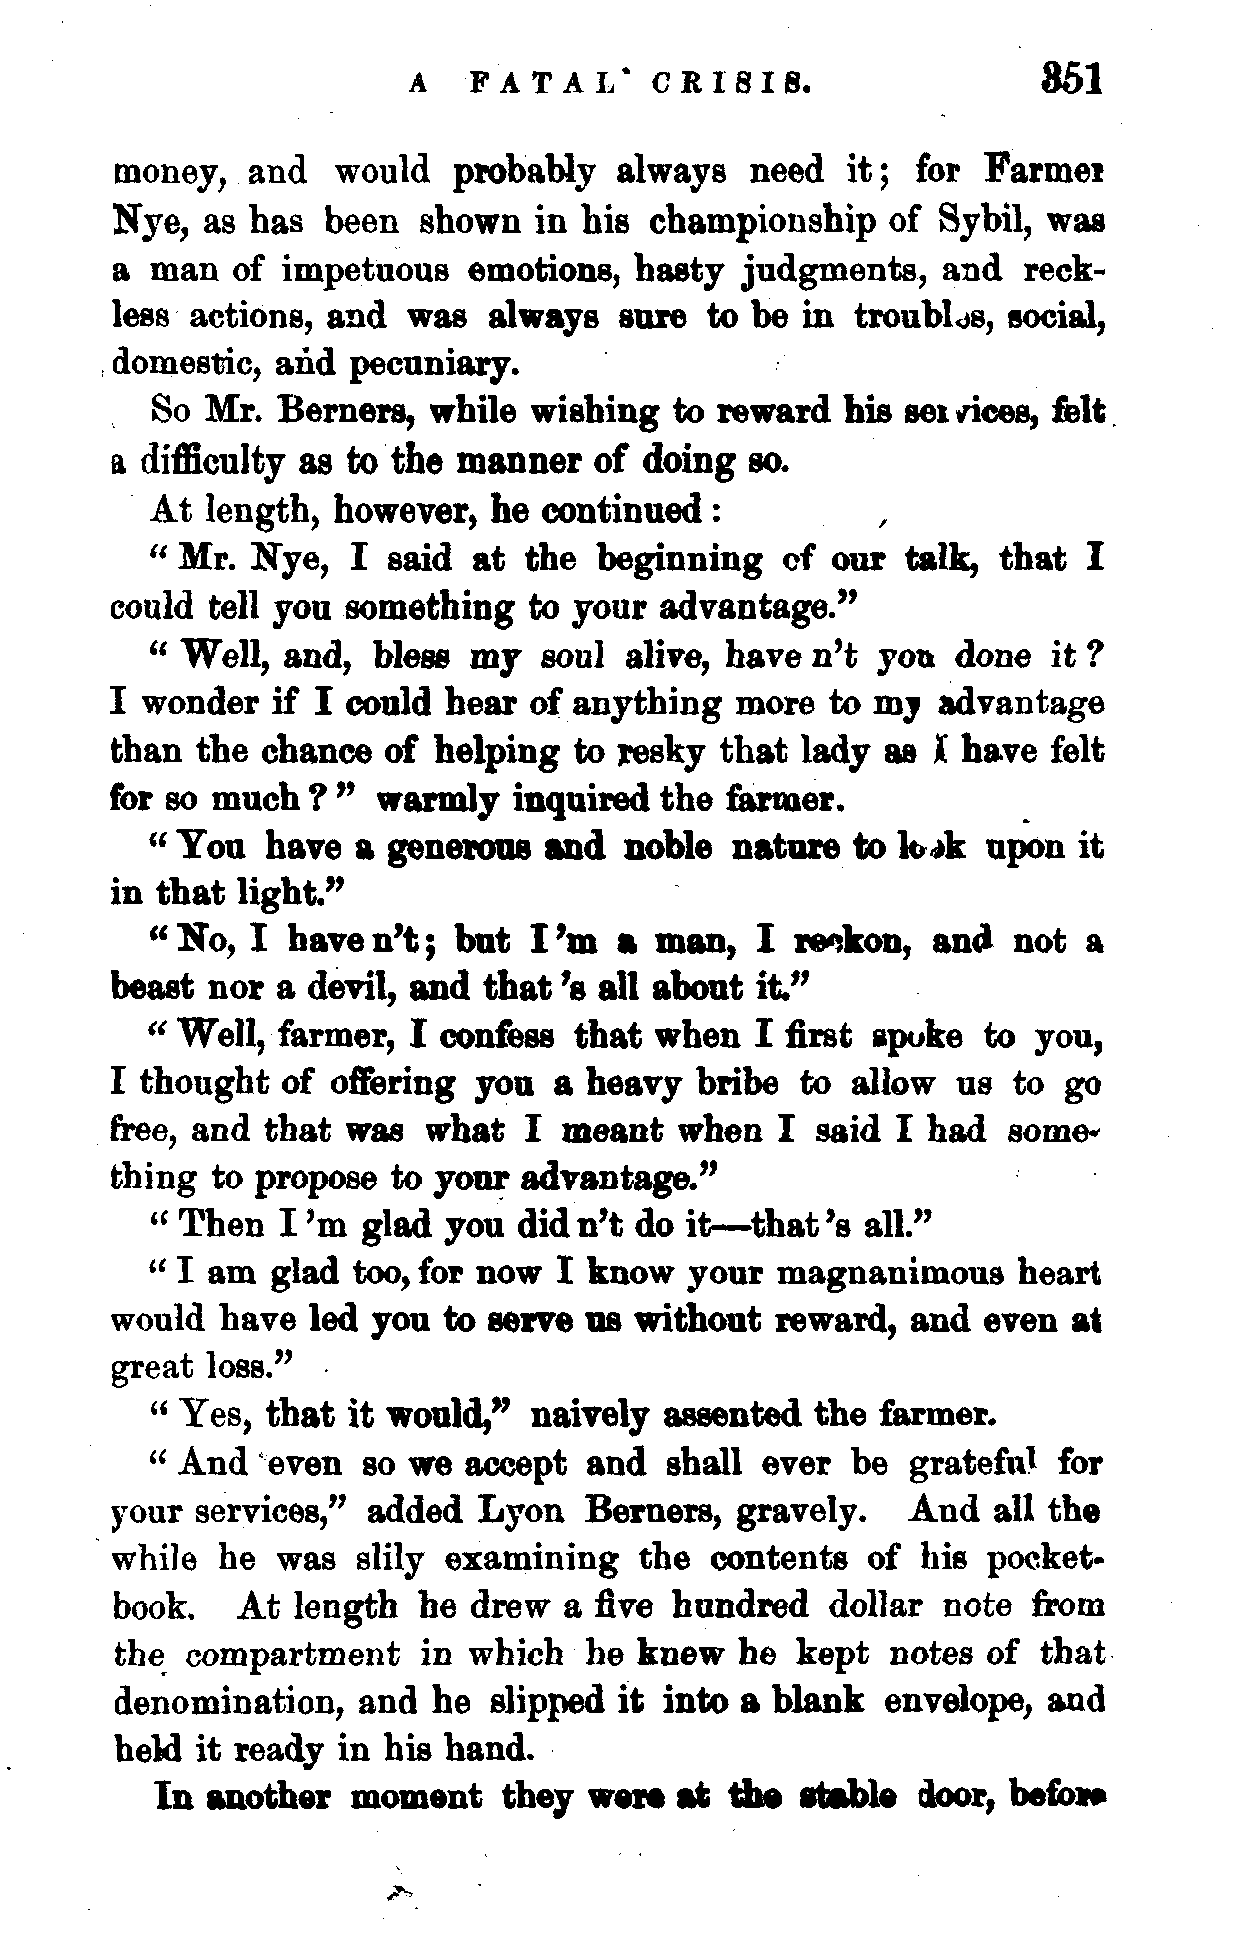 A FATAL CRISIS. 351
money, and would probably always need it; for Farmer
Nye, as has been shown in his championship of Sybil, was
a man of impetuous emotions, hasty judgments, and reck-
less actions, and was always sure to be in troubles, social,
domestic, and pecuniary.
So Mr. Berners, while wishing to reward his services, felt
a difficulty as to the manner of doing so.
At length, however, he continued:
"Mr. Nye, I said at the beginning of our talk, that I
could tell you something to your advantage."
"Well, and, bless my soul alive, have n't you done it?
I wonder if I could hear of anything more to my advantage
than the chance of helping to resky that lady as I have felt
for so much?" warmly inquired the farmer.
"You have a generous and noble nature to look upon it
in that light."
"No, I have n't; but I 'm a man, I reckon, and not a
beast nor a devil, and that 's all about it."
"Well, farmer, I confess that when I first spoke to you,
I thought of offering you a heavy bribe to allow us to go
free, and that was what I meant when I said I had some-
thing to propose to your advantage."
"Then I 'm glad you did n't do it—that 's all."
"I am glad too, for now I know your magnanimous heart
would have led you to serve us without reward, and even at
great loss."
"Yes, that it would," naively assented the farmer.
"And even so we accept and shall ever be grateful for
your services," added Lyon Berners, gravely. And all the
while he was slily examining the contents of his pocket-
book. At length he drew a five hundred dollar note from
the compartment in which he knew he kept notes of that
denomination, and he slipped it into a blank envelope, and
held it ready in his hand.
In another moment they were at the stable door, before